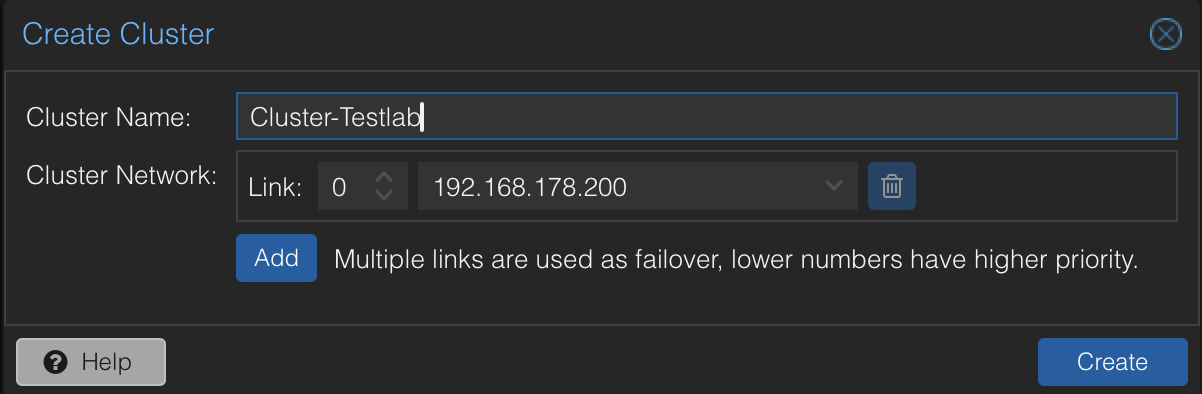 Create Cluster
Cluster Name: Cluster-Testlab
Cluster Network: Link: 0 192.168.178.200
Add Multiple links are used as failover, lower numbers have higher priority.
? Help Create